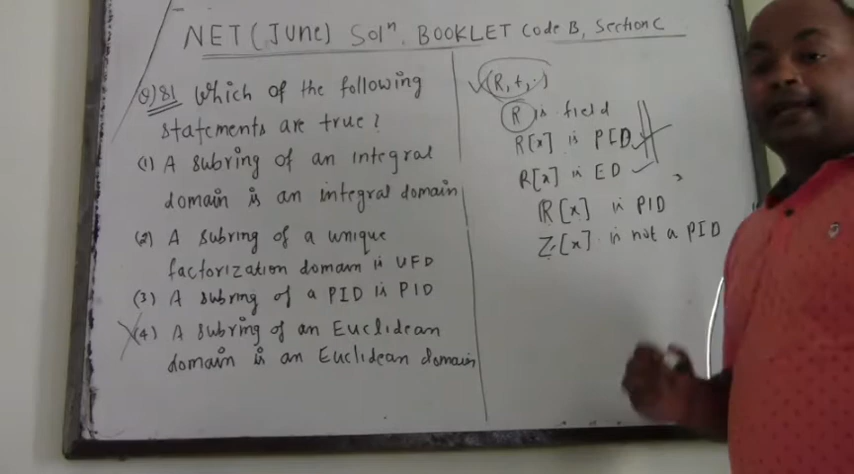 NET (JUNE) Solⁿ. BOOKLET Code B, Section C
Q) 81 Which of the following
statements are true?
(1) A subring of an integral
domain is an integral domain
(2) A subring of a unique
factorization domain is UFD
(3) A subring of a PID is PID
(4) A subring of an Euclidean
domain is an Euclidean domain
(R, +, ·)
R is field
R[x] is PID
R[x] is ED
ℝ[x] is PID
ℤ[x] is not a PID